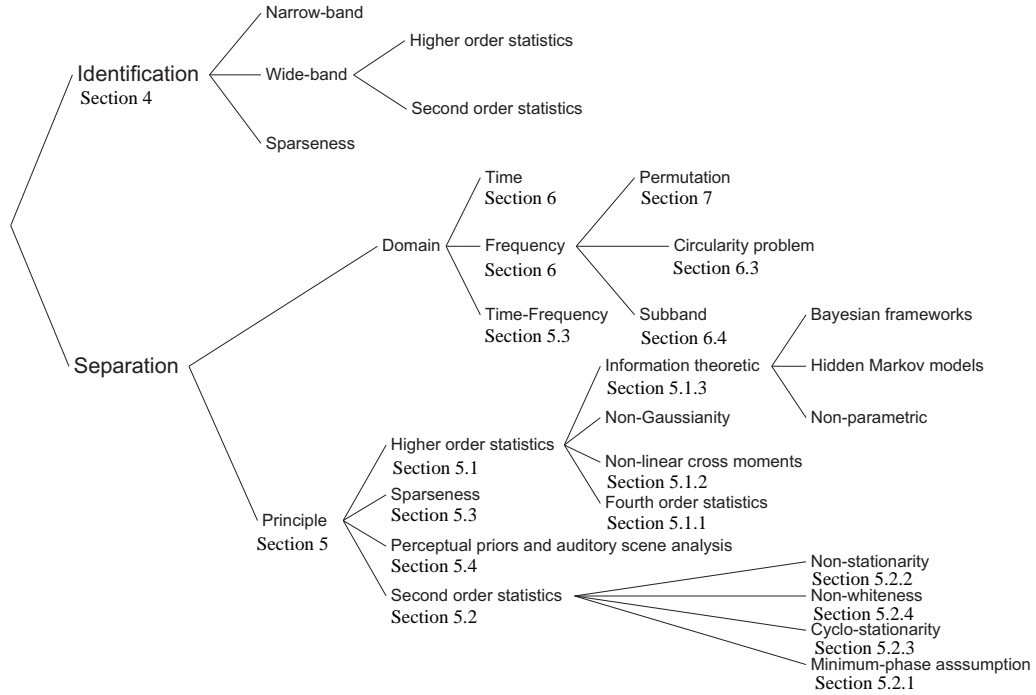 Narrow-band
Higher order statistics
Identification
Section 4
Wide-band
Second order statistics
Sparseness
Time
Section 6
Permutation
Section 7
Domain
Frequency
Section 6
Circularity problem
Section 6.3
Time-Frequency
Section 5.3
Subband
Section 6.4
Bayesian frameworks
Separation
Information theoretic
Section 5.1.3
Hidden Markov models
Non-Gaussianity
Non-parametric
Higher order statistics
Section 5.1
Non-linear cross moments
Section 5.1.2
Sparseness
Section 5.3
Fourth order statistics
Section 5.1.1
Principle
Section 5
Perceptual priors and auditory scene analysis
Section 5.4
Second order statistics
Section 5.2
Non-stationarity
Section 5.2.2
Non-whiteness
Section 5.2.4
Cyclo-stationarity
Section 5.2.3
Minimum-phase asssumption
Section 5.2.1